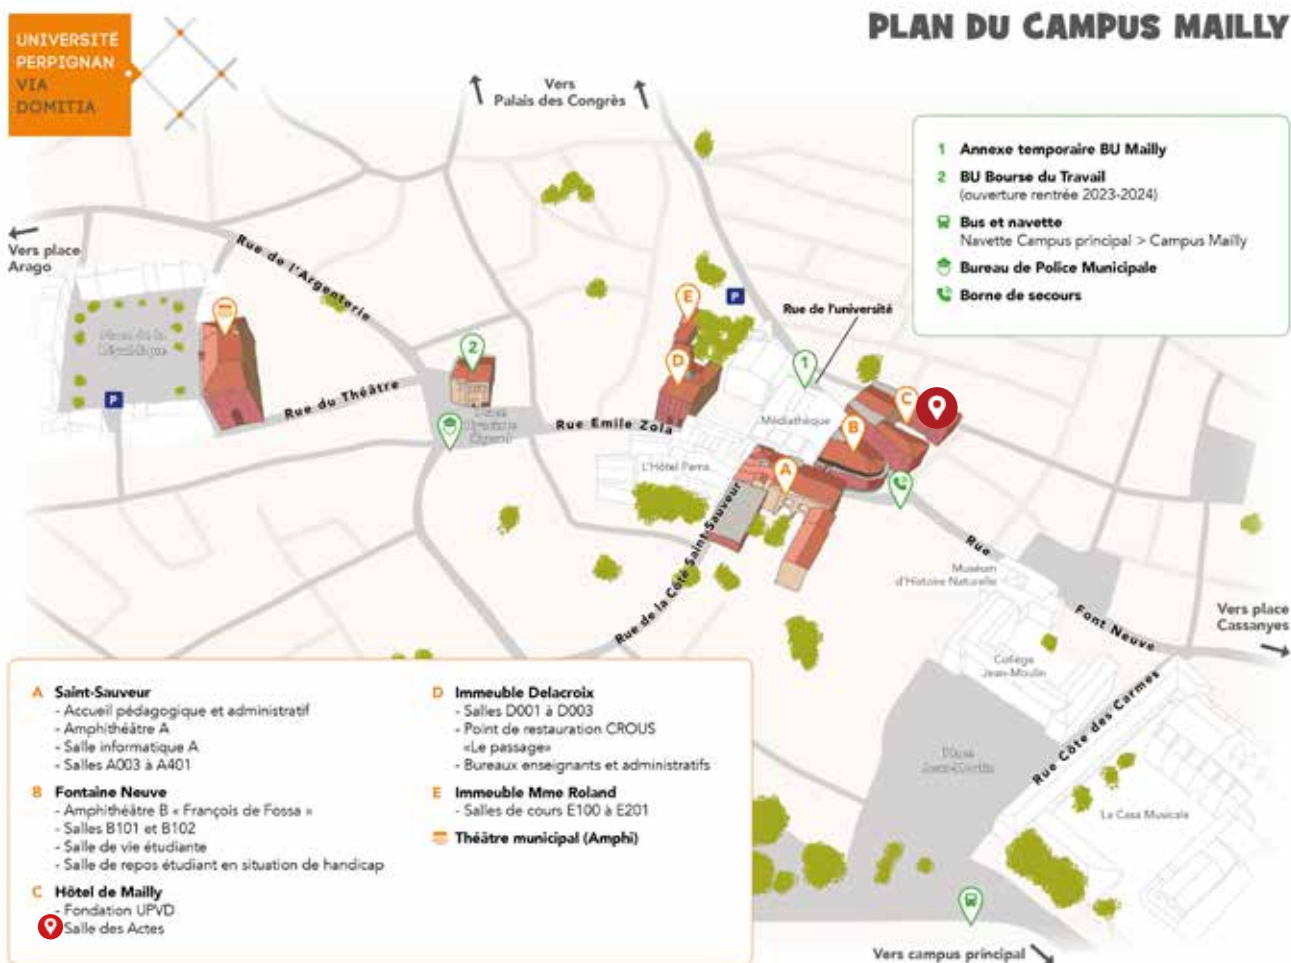 PLAN DU CAMPUS MAILLY
UNIVERSITÉ
PERPIGNAN
VIA
DOMITIA
Vers
Palais des Congrès
1 Annexe temporaire BU Mailly
2 BU Bourse du Travail
(ouverture rentrée 2023-2024)
Bus et navette
Navette Campus principal > Campus Mailly
Bureau de Police Municipale
Borne de secours
Vers place
Arago
Rue de l'Argenterie
Place de la
République
P
Rue du Théâtre
2
Rue Emile Zola
E
P
D
Rue de l'université
1
Médiathèque
C
B
A
L'Hôtel Pams
Rue de la Côte Saint-Sauveur
Rue
Font Neuve
Muséum
d'Histoire Naturelle
Vers place
Cassanyes
Collège
Jean-Moulin
Rue Côte des Carmes
Place
La Casa Musicale
Vers campus principal
A Saint-Sauveur
- Accueil pédagogique et administratif
- Amphithéâtre A
- Salle informatique A
- Salles A003 à A401
B Fontaine Neuve
- Amphithéâtre B « François de Fossa »
- Salles B101 et B102
- Salle de vie étudiante
- Salle de repos étudiant en situation de handicap
C Hôtel de Mailly
- Fondation UPVD
Salle des Actes
D Immeuble Delacroix
- Salles D001 à D003
- Point de restauration CROUS
«Le passage»
- Bureaux enseignants et administratifs
E Immeuble Mme Roland
- Salles de cours E100 à E201
Théâtre municipal (Amphi)